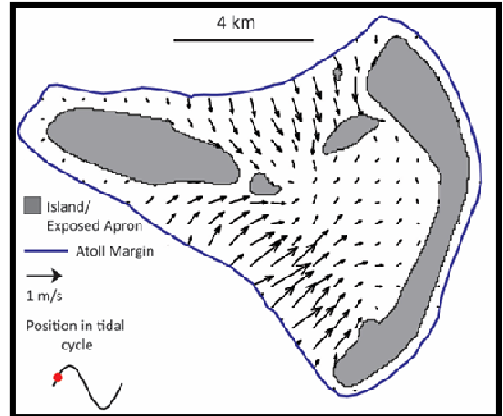 4 km
Island/
Exposed Apron
Atoll Margin
1 m/s
Position in tidal
cycle